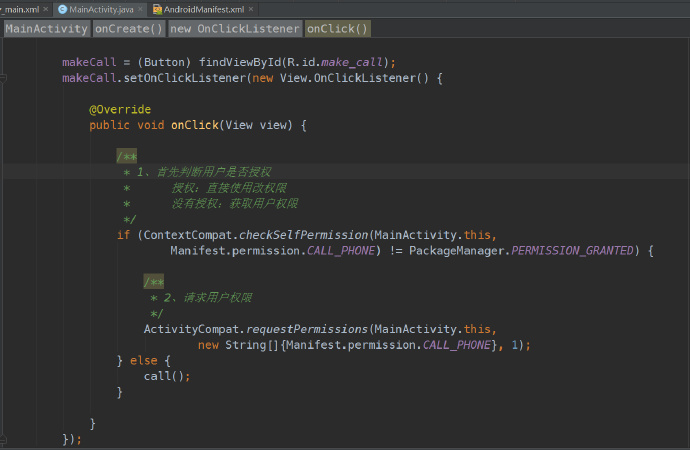 _main.xml × MainActivity.java × AndroidManifest.xml ×
MainActivity onCreate() new OnClickListener onClick()
makeCall = (Button) findViewById(R.id.make_call);
makeCall.setOnClickListener(new View.OnClickListener() {
@Override
public void onClick(View view) {
/**
* 1、首先判断用户是否授权
* 授权：直接使用改权限
* 没有授权：获取用户权限
*/
if (ContextCompat.checkSelfPermission(MainActivity.this,
Manifest.permission.CALL_PHONE) != PackageManager.PERMISSION_GRANTED) {
/**
* 2、请求用户权限
*/
ActivityCompat.requestPermissions(MainActivity.this,
new String[]{Manifest.permission.CALL_PHONE}, 1);
} else {
call();
}
}
});